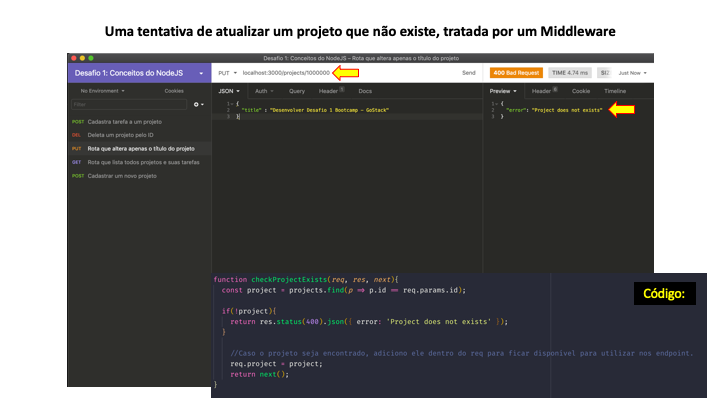 Uma tentativa de atualizar um projeto que não existe, tratada por um Middleware
Desafio 1: Conceitos do NodeJS – Rota que altera apenas o título do projeto
Desafio 1: Conceitos do NodeJS
PUT localhost:3000/projects/1000000 Send
400 Bad Request TIME 4.74 ms SIZ Just Now
No Environment Cookies
JSON Auth Query Header 1 Docs
Preview Header 6 Cookie Timeline
Filter
POST Cadastra tarefa a um projeto
DEL Deleta um projeto pelo ID
PUT Rota que altera apenas o título do projeto
GET Rota que lista todos projetos e suas tarefas
POST Cadastrar um novo projeto
1 {
2 "title" : "Desenvolver Desafio 1 Bootcamp - GoStack"
3 }
1 {
2 "error": "Project does not exists"
3 }
Código:
function checkProjectExists(req, res, next){
const project = projects.find(p => p.id == req.params.id);
if(!project){
return res.status(400).json({ error: 'Project does not exists' });
}
//Caso o projeto seja encontrado, adiciono ele dentro do req para ficar disponivel para utilizar nos endpoint.
req.project = project;
return next();
}